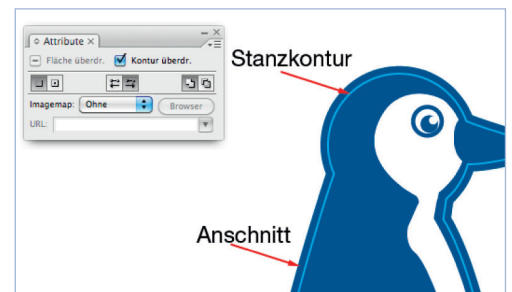 Attribute
Fläche überdr. Kontur überdr.
Imagemap: Ohne Browser
URL:
Stanzkontur
Anschnitt